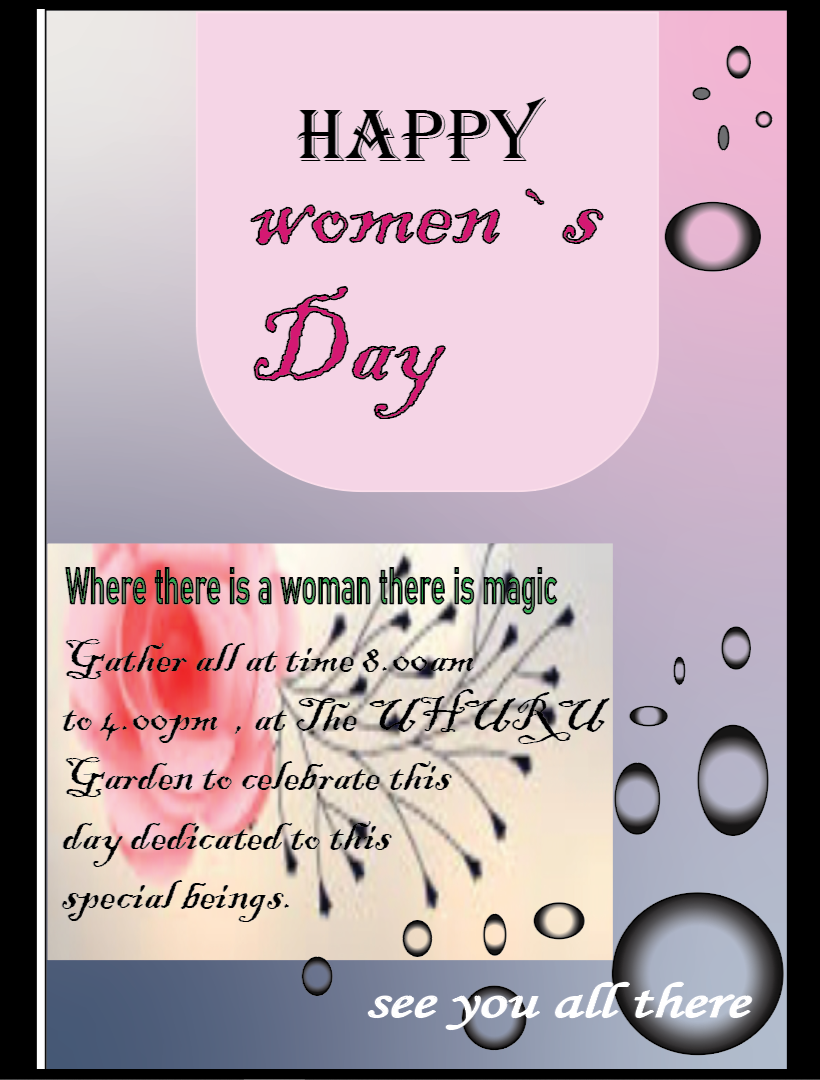 HAPPY
women`s
Day
Where there is a woman there is magic
Gather all at time 8.00am
to 4.00pm , at The UHURU
Garden to celebrate this
day dedicated to this
special beings.
see you all there